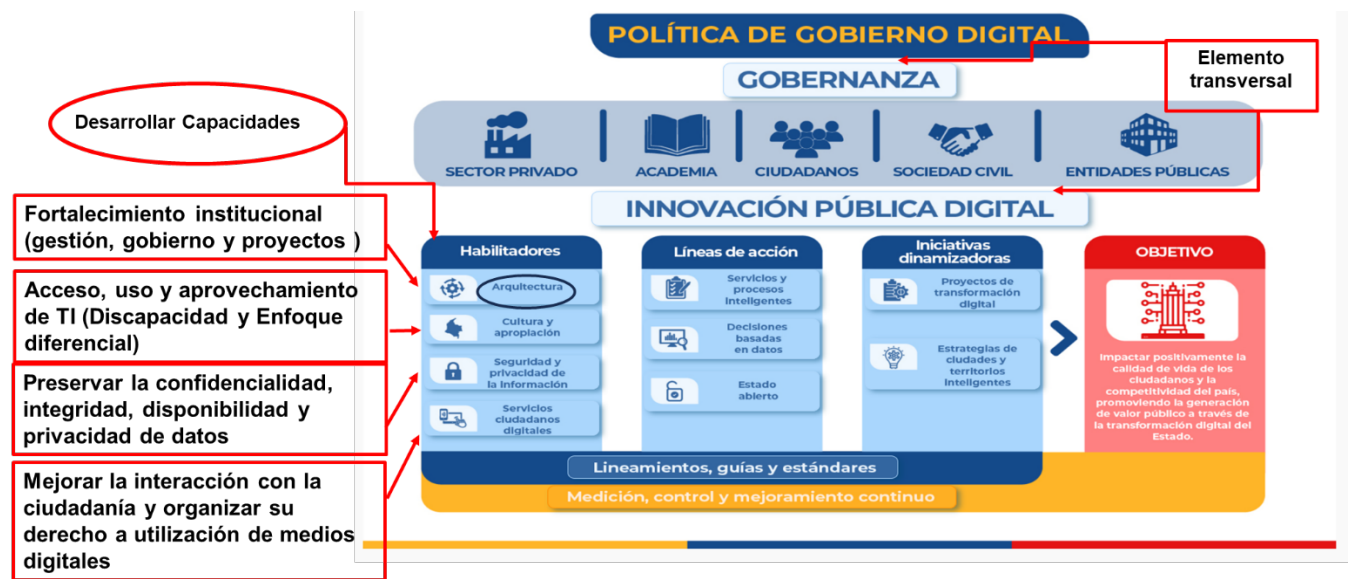 POLÍTICA DE GOBIERNO DIGITAL
Elemento
transversal
GOBERNANZA
Desarrollar Capacidades
SECTOR PRIVADO
ACADEMIA
CIUDADANOS
SOCIEDAD CIVIL
ENTIDADES PÚBLICAS
INNOVACIÓN PÚBLICA DIGITAL
Fortalecimiento institucional
(gestión, gobierno y proyectos )
Acceso, uso y aprovechamiento
de TI (Discapacidad y Enfoque
diferencial)
Preservar la confidencialidad,
integridad, disponibilidad y
privacidad de datos
Mejorar la interacción con la
ciudadanía y organizar su
derecho a utilización de medios
digitales
Habilitadores
Arquitectura
Cultura y
apropiación
Seguridad y
privacidad de
la información
Servicios
ciudadanos
digitales
Líneas de acción
Servicios y
procesos
inteligentes
Decisiones
basadas
en datos
Estado
abierto
Iniciativas
dinamizadoras
Proyectos de
transformación
digital
Estrategias de
ciudades y
territorios
inteligentes
OBJETIVO
Impactar positivamente la
calidad de vida de los
ciudadanos y la
competitividad del país,
promoviendo la generación
de valor público a través de
la transformación digital del
Estado.
Lineamientos, guías y estándares
Medición, control y mejoramiento continuo